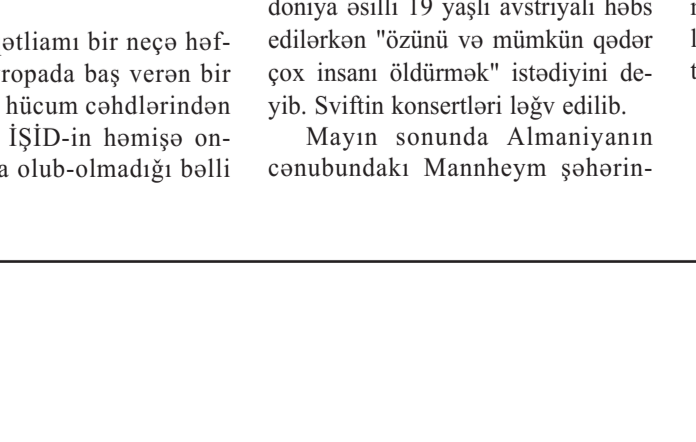 qətliamı bir neçə həf-
ropada baş verən bir
hücum cəhdlərindən
İŞİD-in həmişə on-
a olub-olmadığı bəlli
doniya əsilli 19 yaşlı avstriyalı həbs
edilərkən "özünü və mümkün qədər
çox insanı öldürmək" istədiyini de-
yib. Sviftin konsertləri ləğv edilib.
Mayın sonunda Almaniyanın
cənubundakı Mannheym şəhərin-